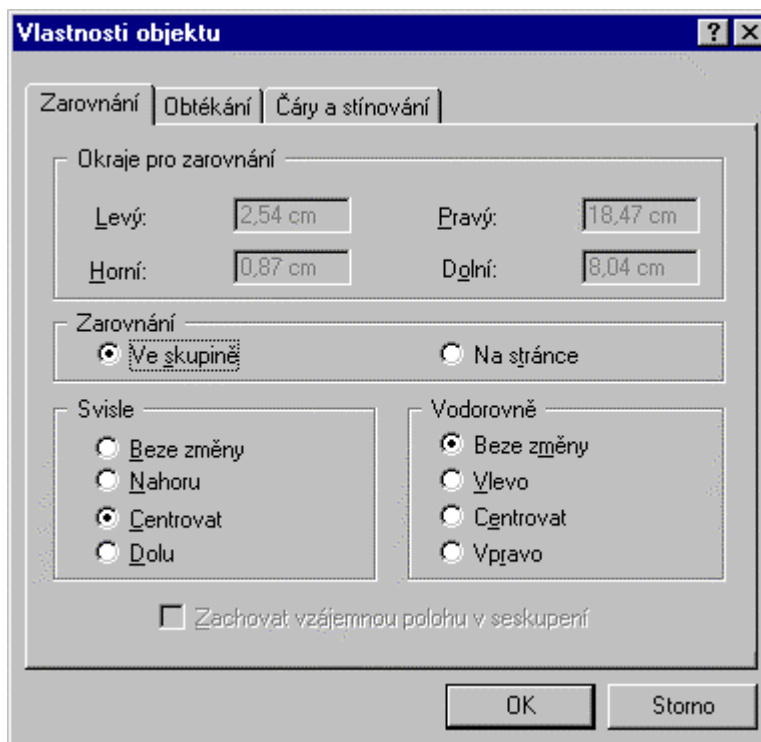 Vlastnosti objektu
Zarovnání Obtékání Čáry a stínování
Okraje pro zarovnání
Levý: 2,54 cm Pravý: 18,47 cm
Horní: 0,87 cm Dolní: 8,04 cm
Zarovnání
Ve skupině Na stránce
Svisle Vodorovně
Beze změny Beze změny
Nahoru Vlevo
Centrovat Centrovat
Dolu Vpravo
Zachovat vzájemnou polohu v seskupení
OK Storno